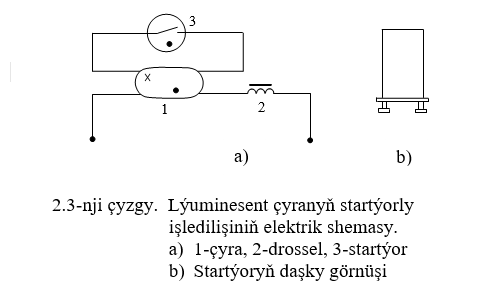 3
x
1
2
a)
b)
2.3-nji çyzgy. Lýuminesent çyranyň startýorly
işledilişiniň elektrik shemasy.
a) 1-çyra, 2-drossel, 3-startýor
b) Startýoryň daşky görnüşi